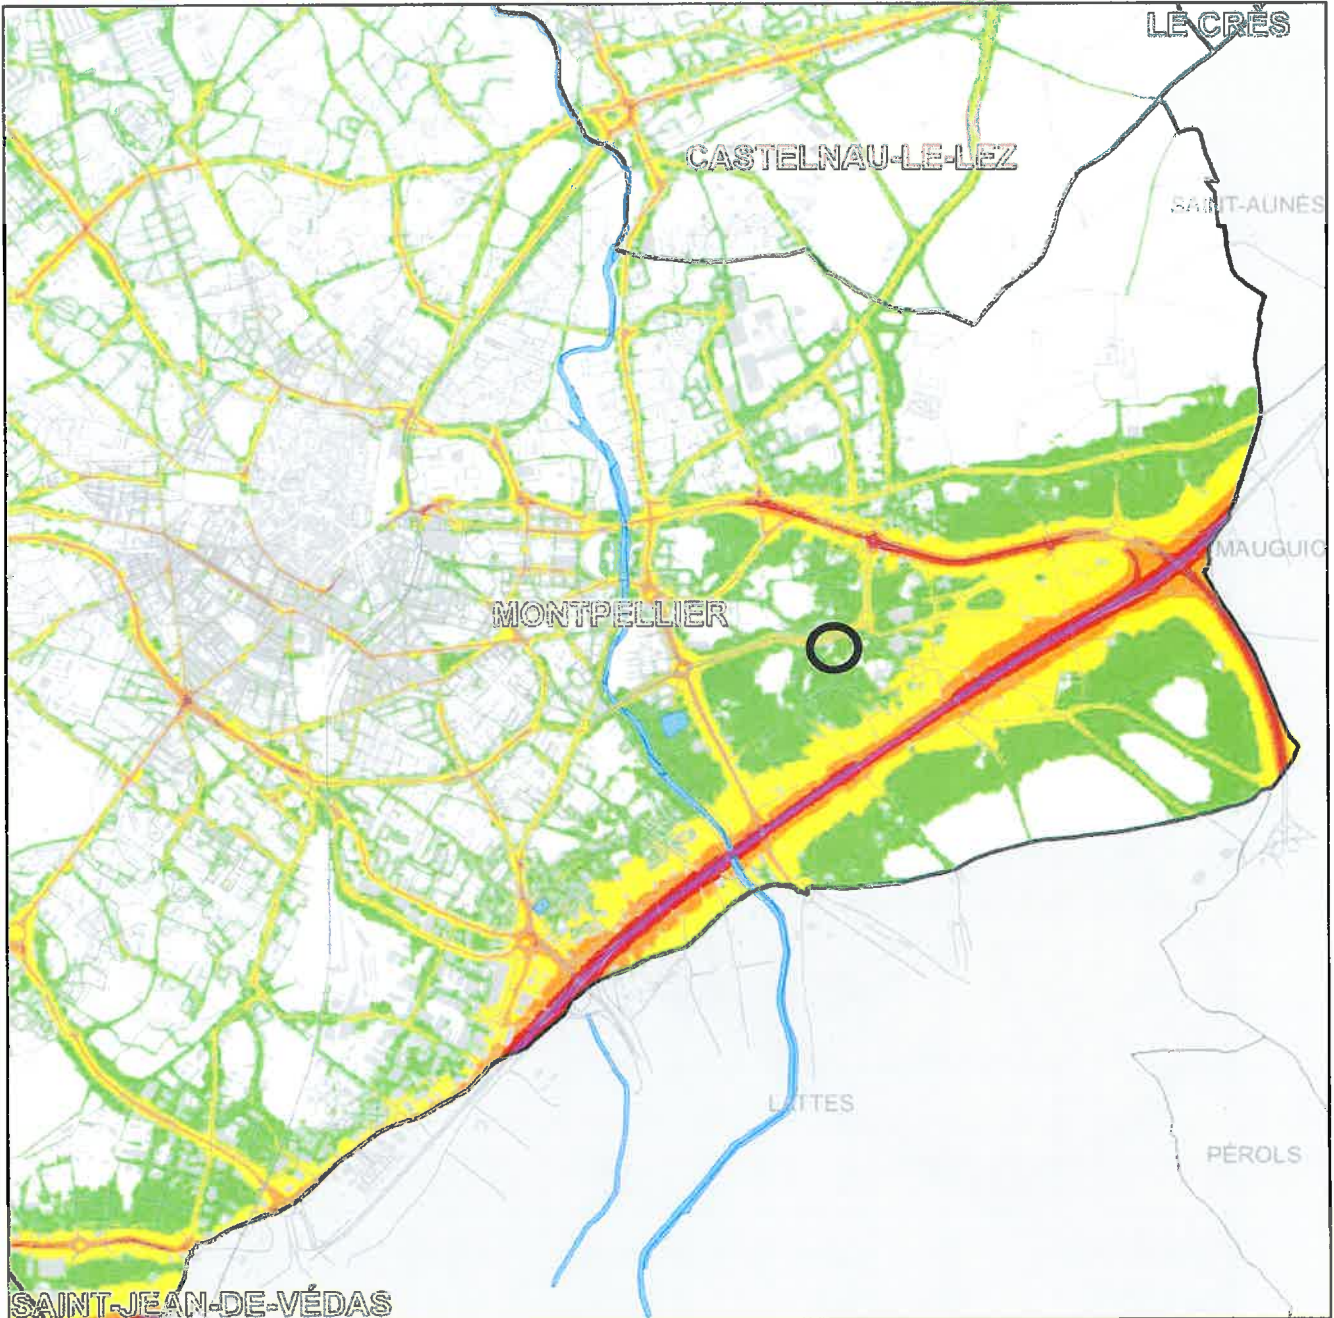 LE CRÈS
CASTELNAU-LE-LEZ
SAINT-AUNÈS
MAUGUIO
MONTPELLIER
LATTES
PÉROLS
SAINT-JEAN-DE-VÉDAS